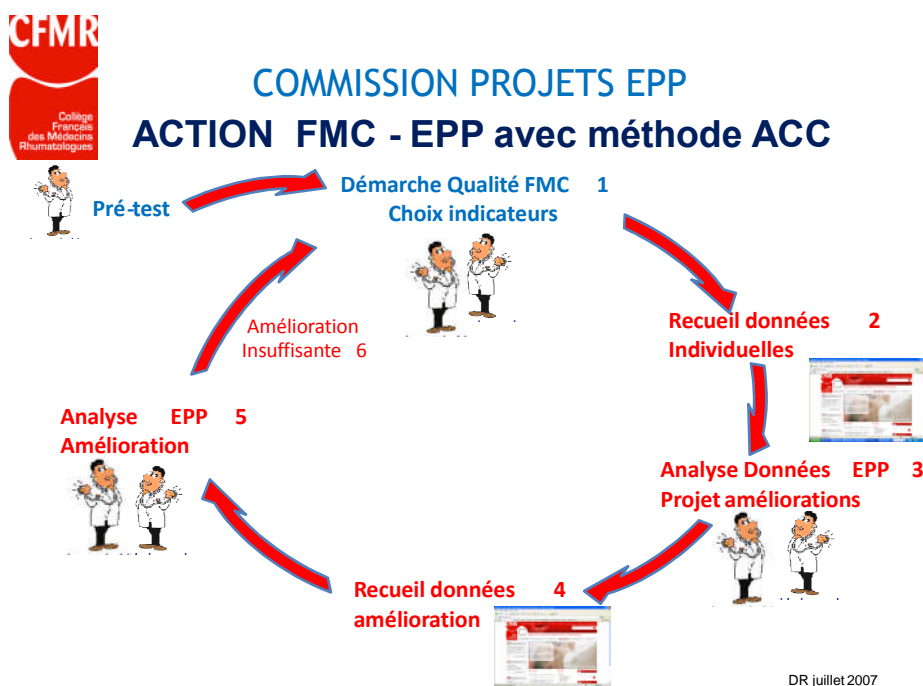 CFMR
Collège
Français
des Médecins
Rhumatologues
COMMISSION PROJETS EPP
ACTION FMC - EPP avec méthode ACC
Pré-test
Démarche Qualité FMC 1
Choix indicateurs
Recueil données 2
Individuelles
Analyse Données EPP 3
Projet améliorations
Recueil données 4
amélioration
Analyse EPP 5
Amélioration
Amélioration
Insuffisante 6
DR juillet 2007